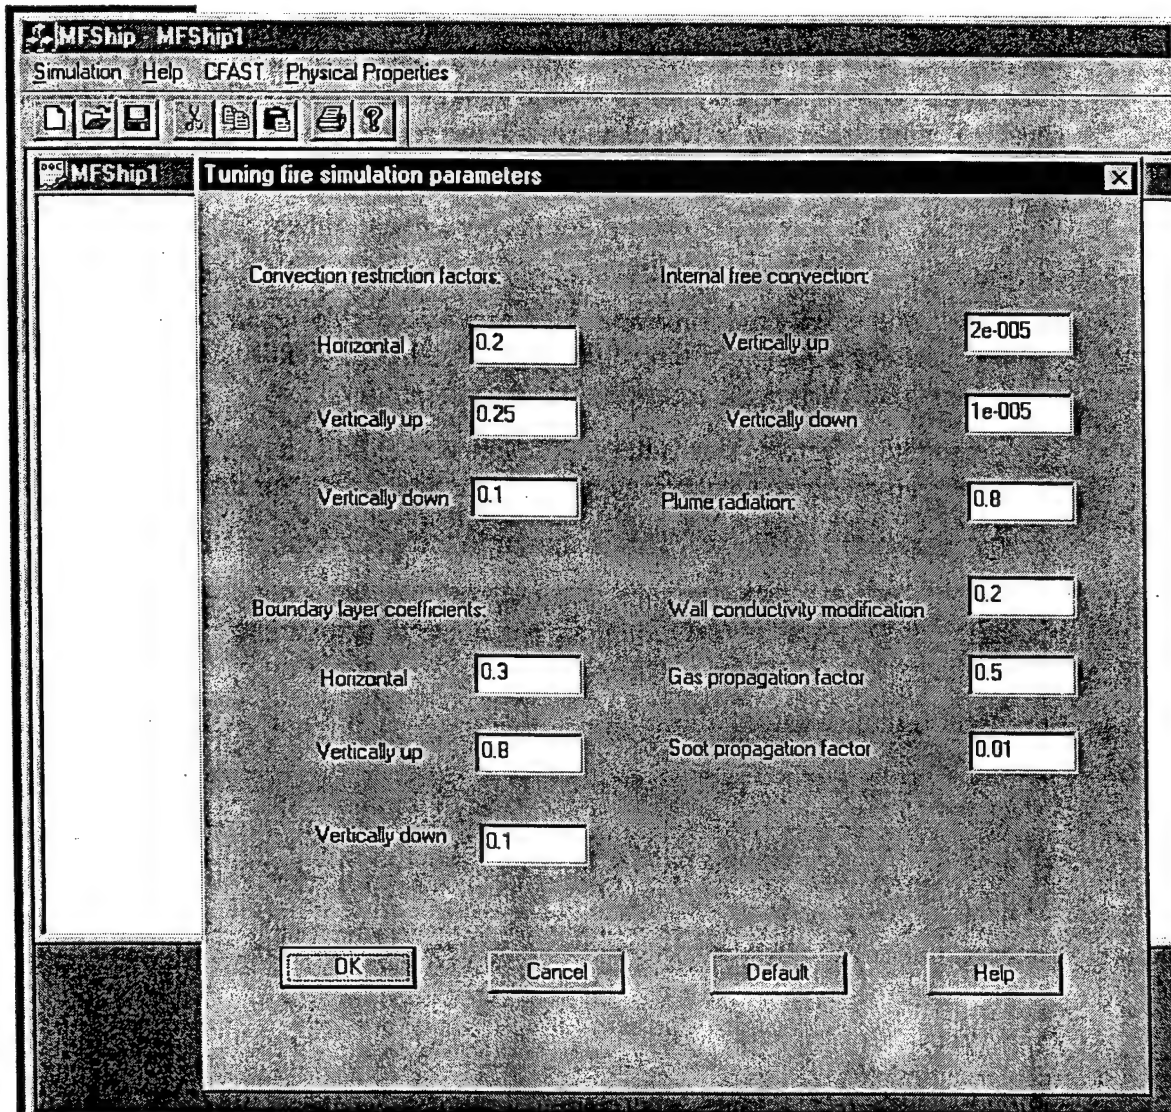 MFShip - MFShip1
Simulation Help CFAST Physical Properties
DOC MFShip1
Tuning fire simulation parameters
Convection restriction factors:
Horizontal 0.2
Vertically up 0.25
Vertically down 0.1
Internal free convection:
Vertically up 2e-005
Vertically down 1e-005
Plume radiation: 0.8
Boundary layer coefficients:
Horizontal 0.3
Vertically up 0.8
Vertically down 0.1
Wall conductivity modification 0.2
Gas propagation factor 0.5
Soot propagation factor 0.01
OK Cancel Default Help